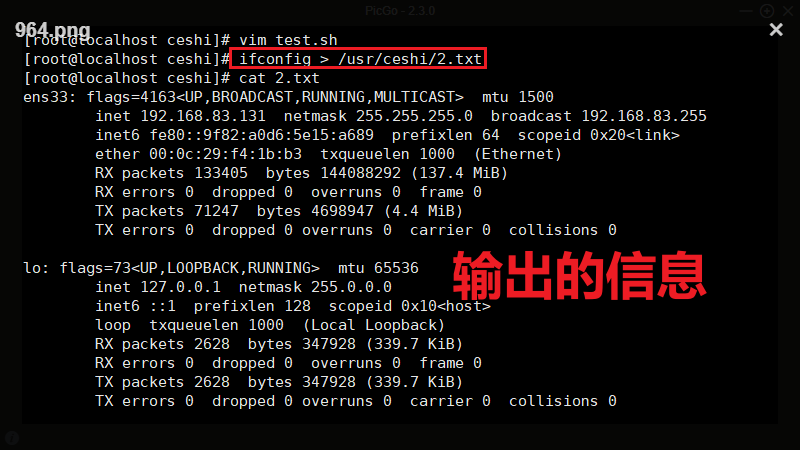 PicGo - 2.3.0
964.png
[root@localhost ceshi]# vim test.sh
[root@localhost ceshi]# ifconfig > /usr/ceshi/2.txt
[root@localhost ceshi]# cat 2.txt
ens33: flags=4163<UP,BROADCAST,RUNNING,MULTICAST>  mtu 1500
inet 192.168.83.131  netmask 255.255.255.0  broadcast 192.168.83.255
inet6 fe80::9f82:a0d6:5e15:a689  prefixlen 64  scopeid 0x20<link>
ether 00:0c:29:f4:1b:b3  txqueuelen 1000  (Ethernet)
RX packets 133405  bytes 144088292 (137.4 MiB)
RX errors 0  dropped 0  overruns 0  frame 0
TX packets 71247  bytes 4698947 (4.4 MiB)
TX errors 0  dropped 0 overruns 0  carrier 0  collisions 0
lo: flags=73<UP,LOOPBACK,RUNNING>  mtu 65536
inet 127.0.0.1  netmask 255.0.0.0
inet6 ::1  prefixlen 128  scopeid 0x10<host>
loop  txqueuelen 1000  (Local Loopback)
RX packets 2628  bytes 347928 (339.7 KiB)
RX errors 0  dropped 0  overruns 0  frame 0
TX packets 2628  bytes 347928 (339.7 KiB)
TX errors 0  dropped 0 overruns 0  carrier 0  collisions 0
输出的信息